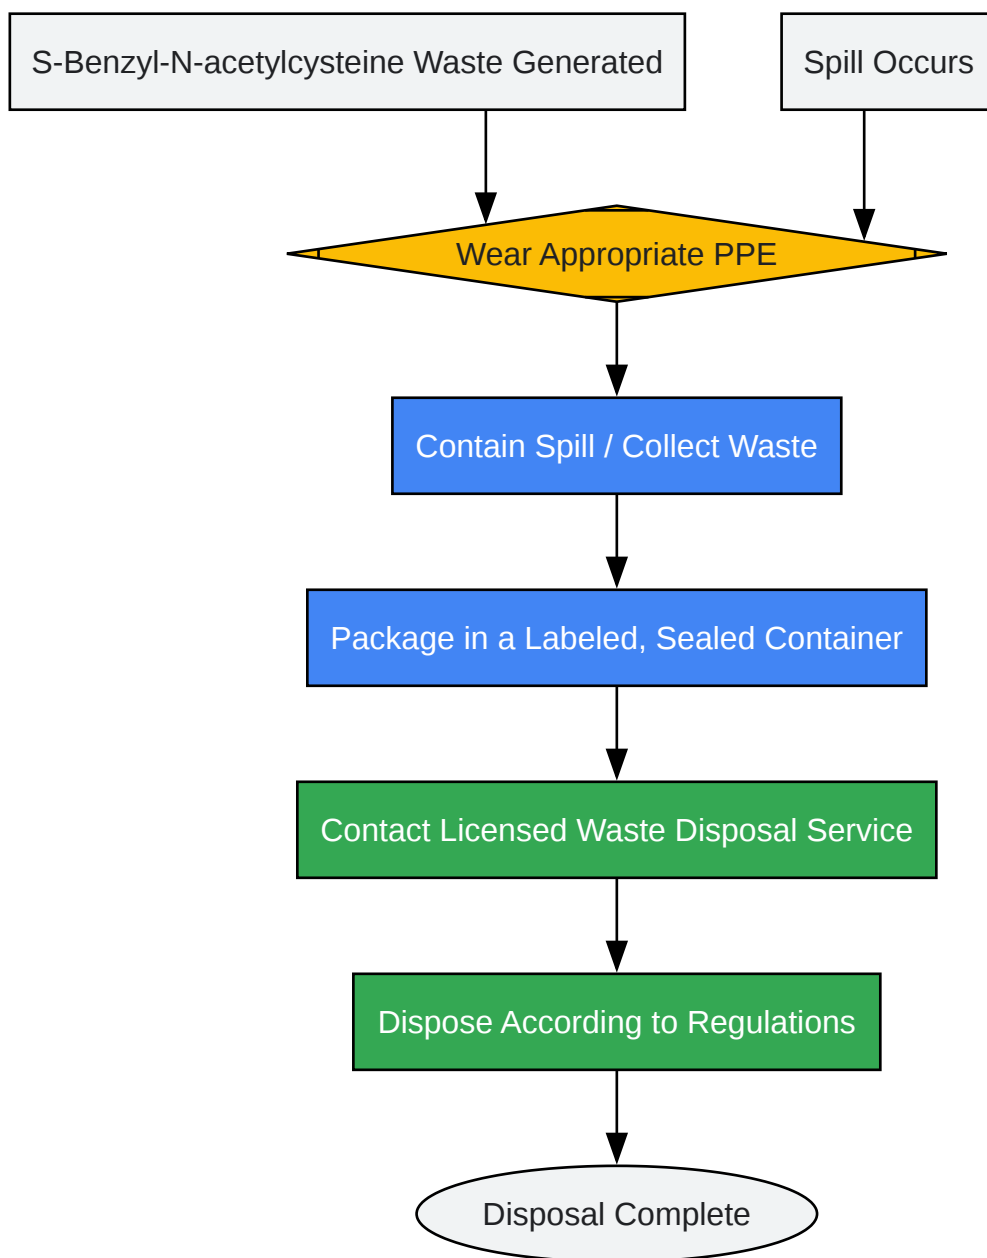 S-Benzyl-N-acetylcysteine Waste Generated
Spill Occurs
Wear Appropriate PPE
Contain Spill / Collect Waste
Package in a Labeled, Sealed Container
Contact Licensed Waste Disposal Service
Dispose According to Regulations
Disposal Complete